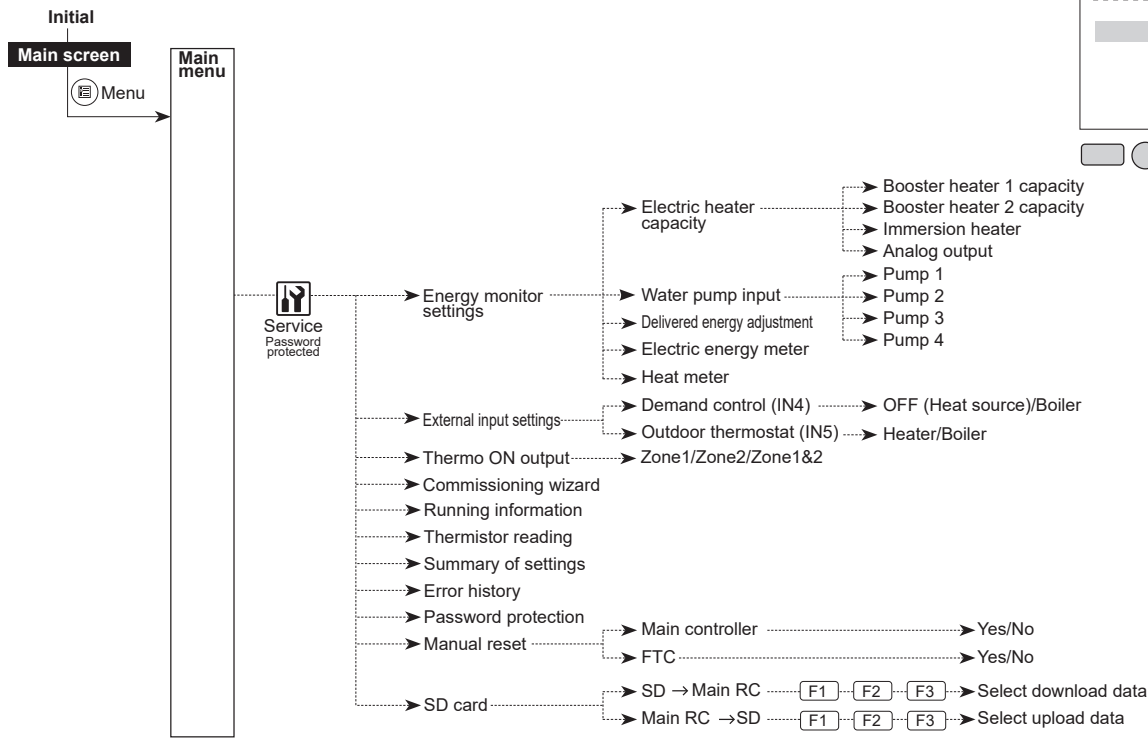 Initial
Main screen
Menu
Main
menu
Service
Password
protected
Energy monitor
settings
Electric heater
capacity
Booster heater 1 capacity
Booster heater 2 capacity
Immersion heater
Analog output
Water pump input
Pump 1
Pump 2
Pump 3
Pump 4
Delivered energy adjustment
Electric energy meter
Heat meter
External input settings
Demand control (IN4)
OFF (Heat source)/Boiler
Outdoor thermostat (IN5)
Heater/Boiler
Thermo ON output
Zone1/Zone2/Zone1&2
Commissioning wizard
Running information
Thermistor reading
Summary of settings
Error history
Password protection
Manual reset
Main controller
Yes/No
FTC
Yes/No
SD card
SD → Main RC
F1 F2 F3
Select download data
Main RC → SD
F1 F2 F3
Select upload data